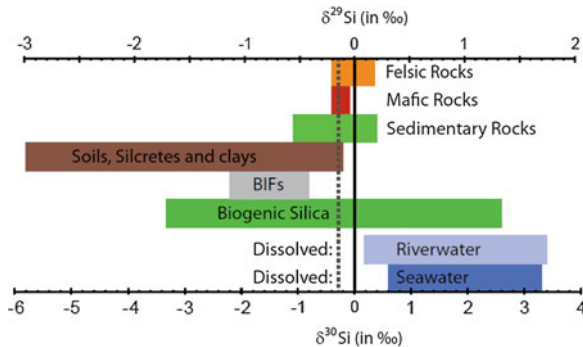 δ²⁹Si (in ‰)
-3 -2 -1 0 1 2
Felsic Rocks
Mafic Rocks
Sedimentary Rocks
Soils, Silcretes and clays
BIFs
Biogenic Silica
Dissolved: Riverwater
Dissolved: Seawater
-6 -5 -4 -3 -2 -1 0 1 2 3 4
δ³⁰Si (in ‰)